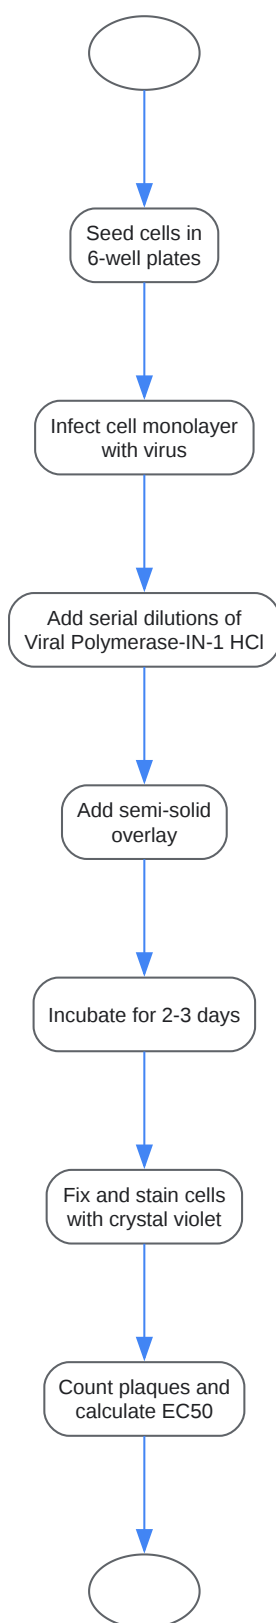 Seed cells in
6-well plates
Infect cell monolayer
with virus
Add serial dilutions of
Viral Polymerase-IN-1 HCl
Add semi-solid
overlay
Incubate for 2-3 days
Fix and stain cells
with crystal violet
Count plaques and
calculate EC50